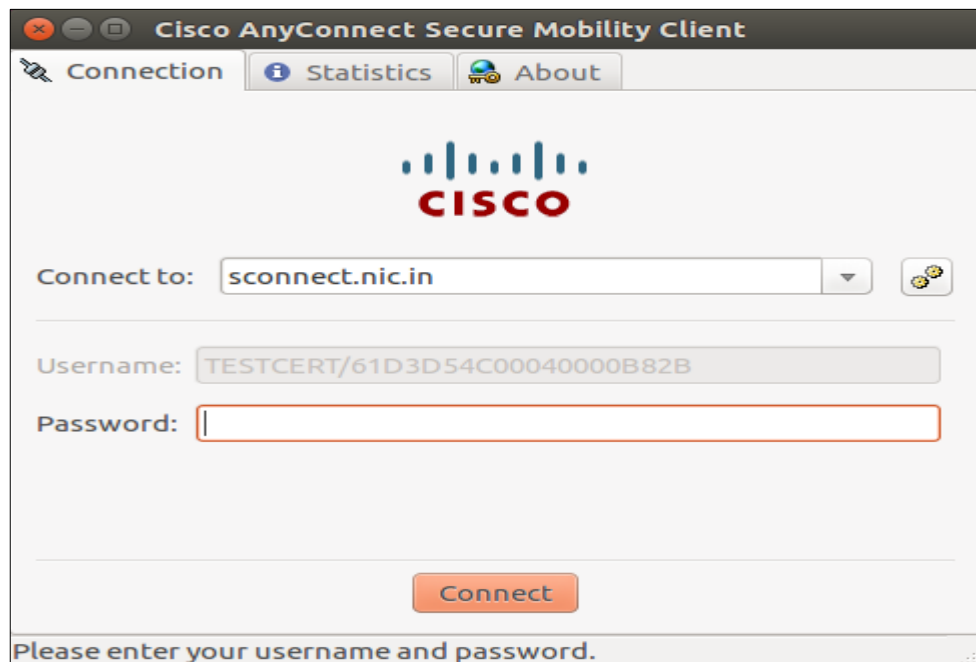 Cisco AnyConnect Secure Mobility Client
Connection Statistics About
CISCO
Connect to: sconnect.nic.in
Username: TESTCERT/61D3D54C00040000B82B
Password:
Connect
Please enter your username and password.